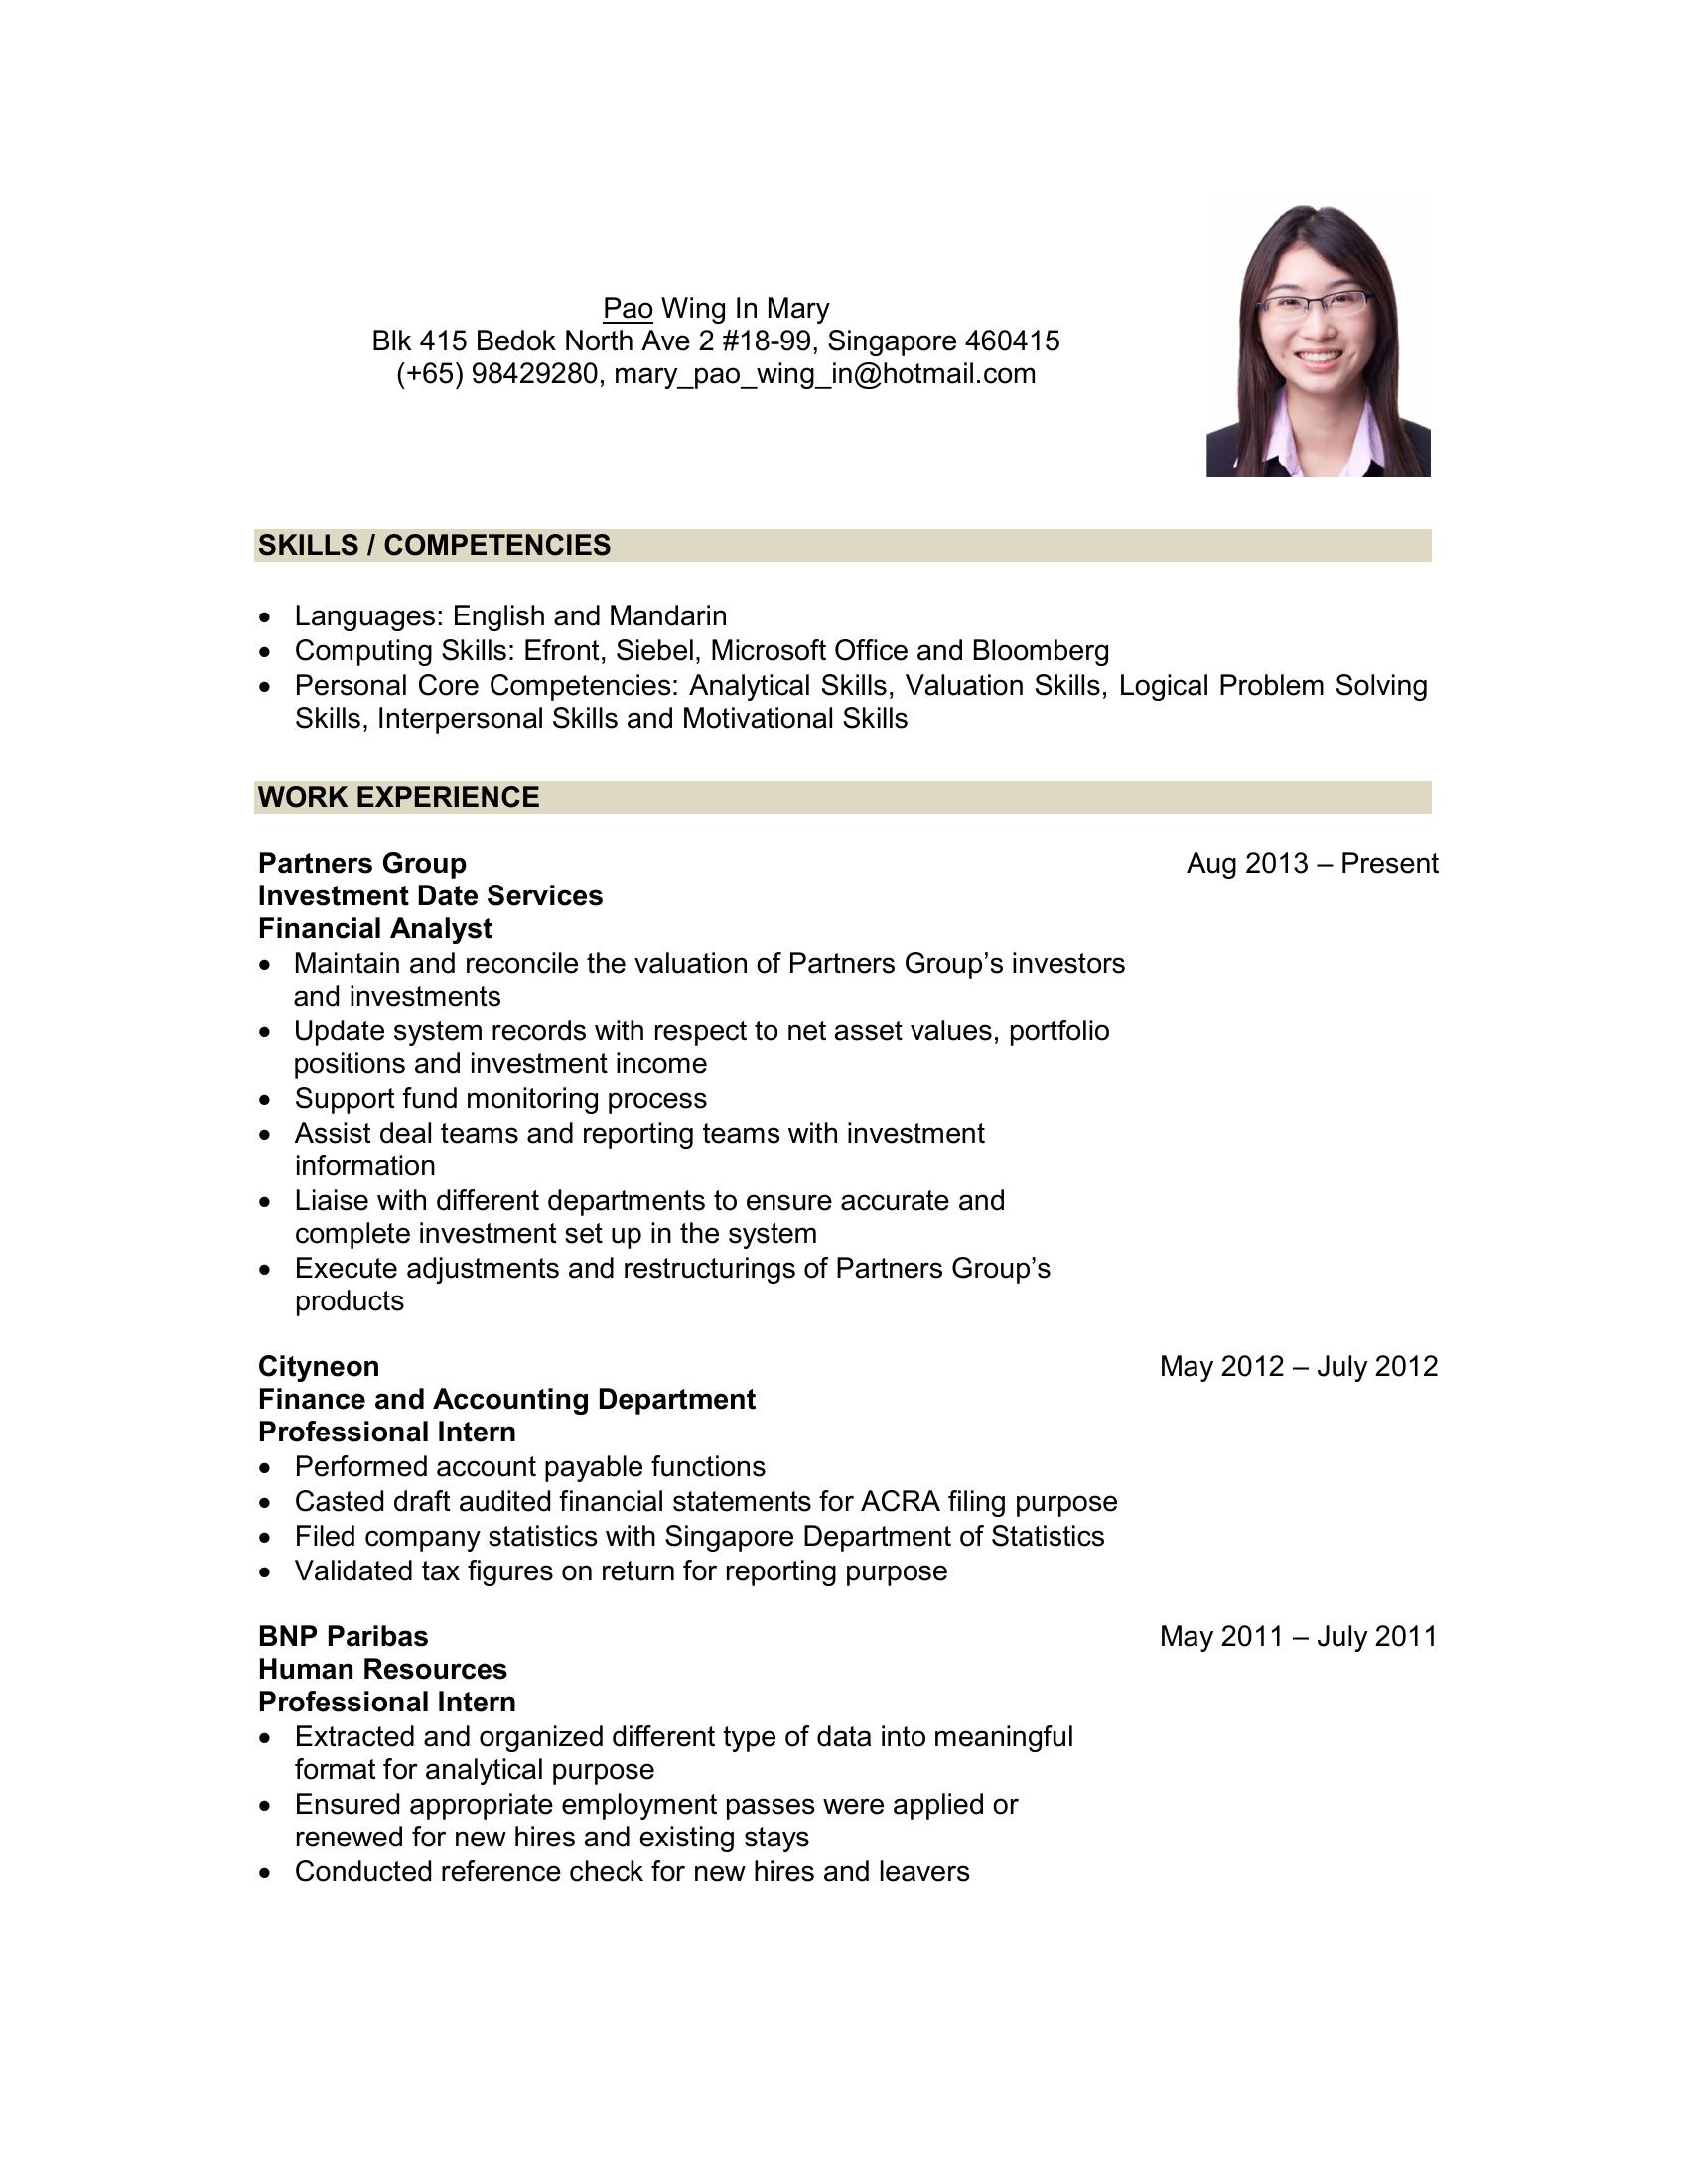 Pao Wing In Mary
Blk 415 Bedok North Ave 2 #18-99, Singapore 460415
(+65) 98429280, mary_pao_wing_in@hotmail.com
SKILLS / COMPETENCIES
• Languages: English and Mandarin
• Computing Skills: Efront, Siebel, Microsoft Office and Bloomberg
• Personal Core Competencies: Analytical Skills, Valuation Skills, Logical Problem Solving
Skills, Interpersonal Skills and Motivational Skills
WORK EXPERIENCE
Partners Group Aug 2013 – Present
Investment Date Services
Financial Analyst
• Maintain and reconcile the valuation of Partners Group’s investors
and investments
• Update system records with respect to net asset values, portfolio
positions and investment income
• Support fund monitoring process
• Assist deal teams and reporting teams with investment
information
• Liaise with different departments to ensure accurate and
complete investment set up in the system
• Execute adjustments and restructurings of Partners Group’s
products
Cityneon May 2012 – July 2012
Finance and Accounting Department
Professional Intern
• Performed account payable functions
• Casted draft audited financial statements for ACRA filing purpose
• Filed company statistics with Singapore Department of Statistics
• Validated tax figures on return for reporting purpose
BNP Paribas May 2011 – July 2011
Human Resources
Professional Intern
• Extracted and organized different type of data into meaningful
format for analytical purpose
• Ensured appropriate employment passes were applied or
renewed for new hires and existing stays
• Conducted reference check for new hires and leavers